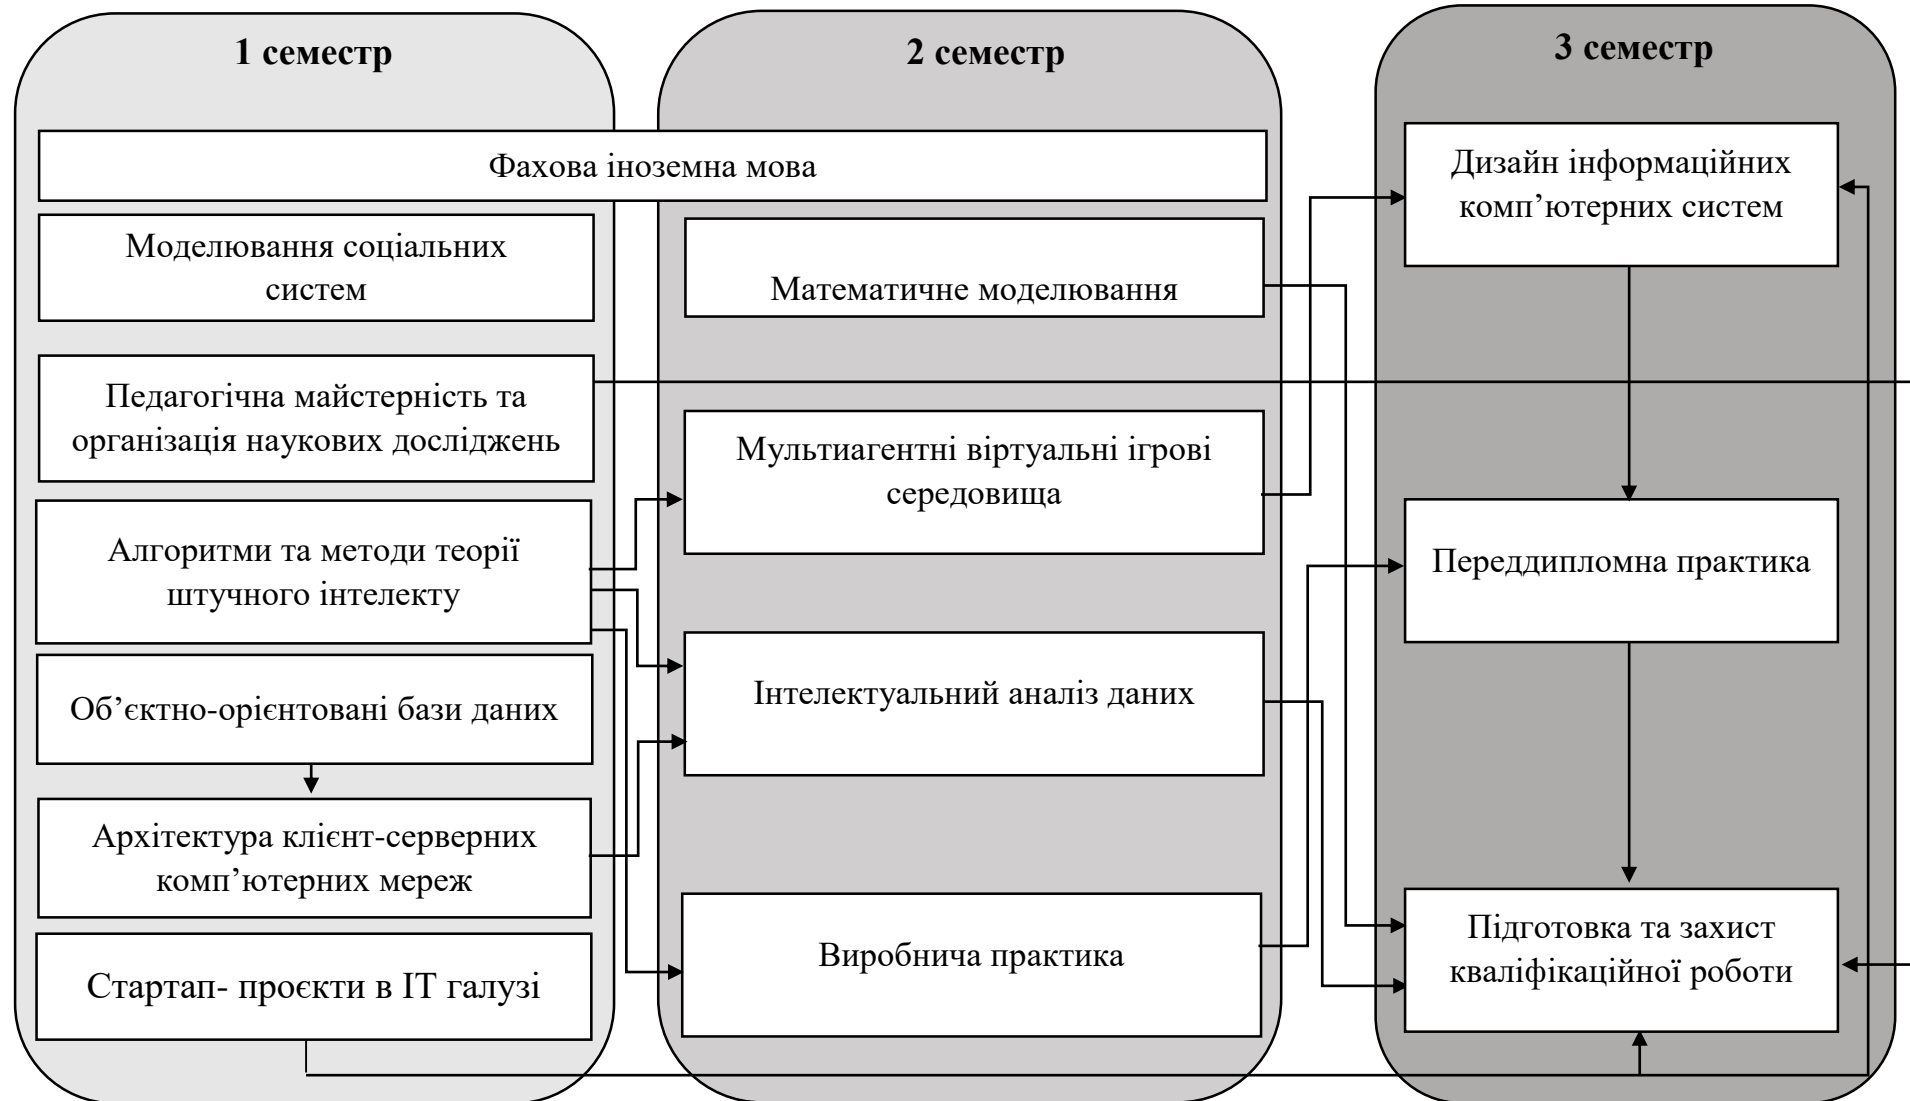 1 семестр
2 семестр
3 семестр
Фахова іноземна мова
Моделювання соціальних
систем
Педагогічна майстерність та
організація наукових досліджень
Алгоритми та методи теорії
штучного інтелекту
Об’єктно-орієнтовані бази даних
Архітектура клієнт-серверних
комп’ютерних мереж
Стартап- проєкти в ІТ галузі
Математичне моделювання
Мультиагентні віртуальні ігрові
середовища
Інтелектуальний аналіз даних
Виробнича практика
Дизайн інформаційних
комп’ютерних систем
Переддипломна практика
Підготовка та захист
кваліфікаційної роботи